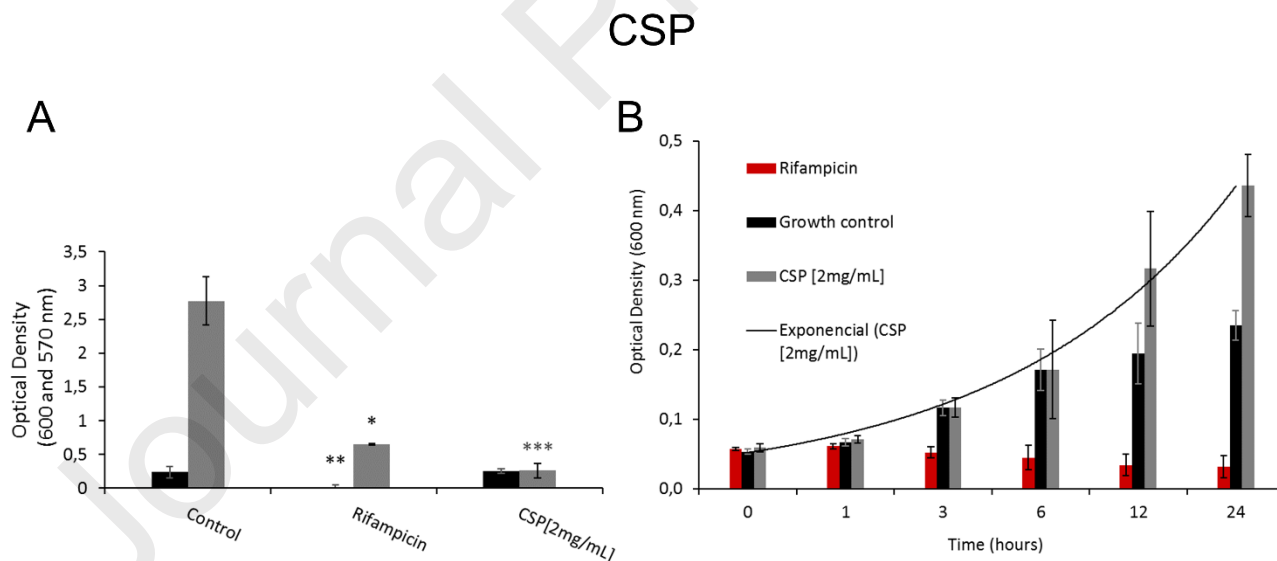 CSP
A
Optical Density
(600 and 570 nm)
3,5
3
2,5
2
1,5
1
0,5
0
**
*
***
Control
Rifampicin
CSP[2mg/mL]
B
Optical Density (600 nm)
0,5
0,4
0,3
0,2
0,1
0,0
Rifampicin
Growth control
CSP [2mg/mL]
Exponencial (CSP
[2mg/mL])
0
1
3
6
12
24
Time (hours)
Journal P